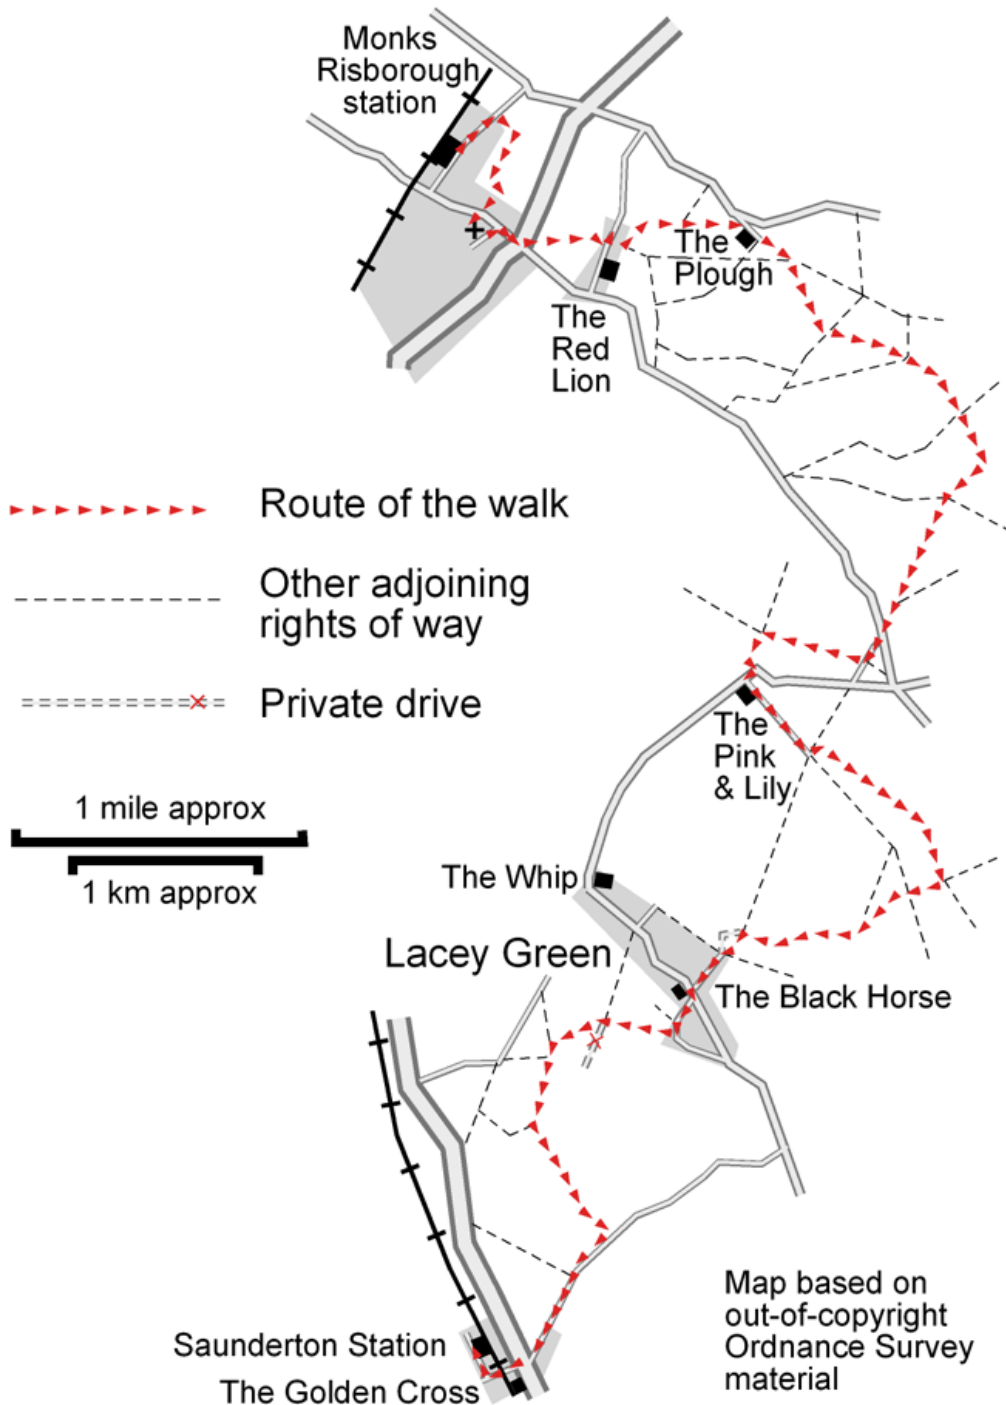 Monks
Risborough
station
The
Plough
The
Red
Lion
Route of the walk
Other adjoining
rights of way
Private drive
The
Pink
& Lily
1 mile approx
1 km approx
The Whip
Lacey Green
The Black Horse
Saunderton Station
The Golden Cross
Map based on
out-of-copyright
Ordnance Survey
material